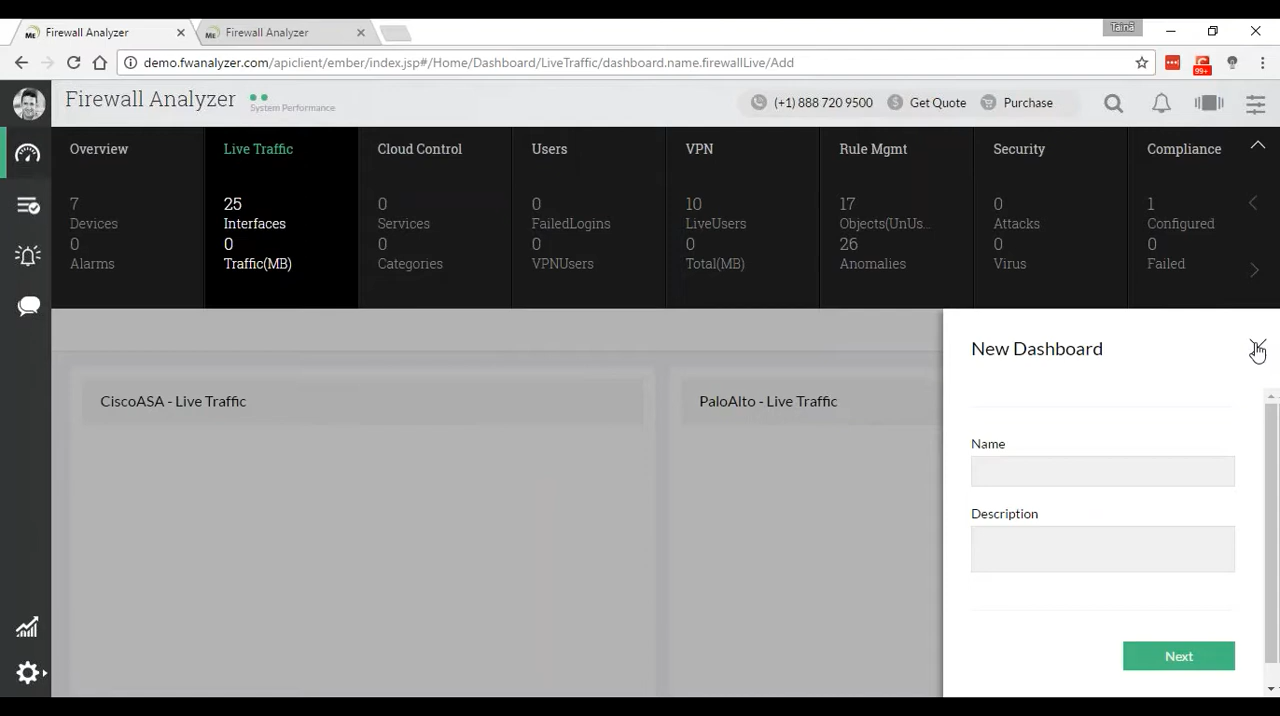 Firewall Analyzer
Firewall Analyzer
Tainá
demo.fwanalyzer.com/apiclient/ember/index.jsp#/Home/Dashboard/LiveTraffic/dashboard.name.firewallLive/Add
99+
Firewall Analyzer
System Performance
(+1) 888 720 9500
Get Quote
Purchase
Overview
Live Traffic
Cloud Control
Users
VPN
Rule Mgmt
Security
Compliance
7
25
0
0
10
17
0
1
Devices
Interfaces
Services
FailedLogins
LiveUsers
Objects(UnUs...
Attacks
Configured
0
0
0
0
0
26
0
0
Alarms
Traffic(MB)
Categories
VPNUsers
Total(MB)
Anomalies
Virus
Failed
New Dashboard
CiscoASA - Live Traffic
PaloAlto - Live Traffic
Name
Description
Next